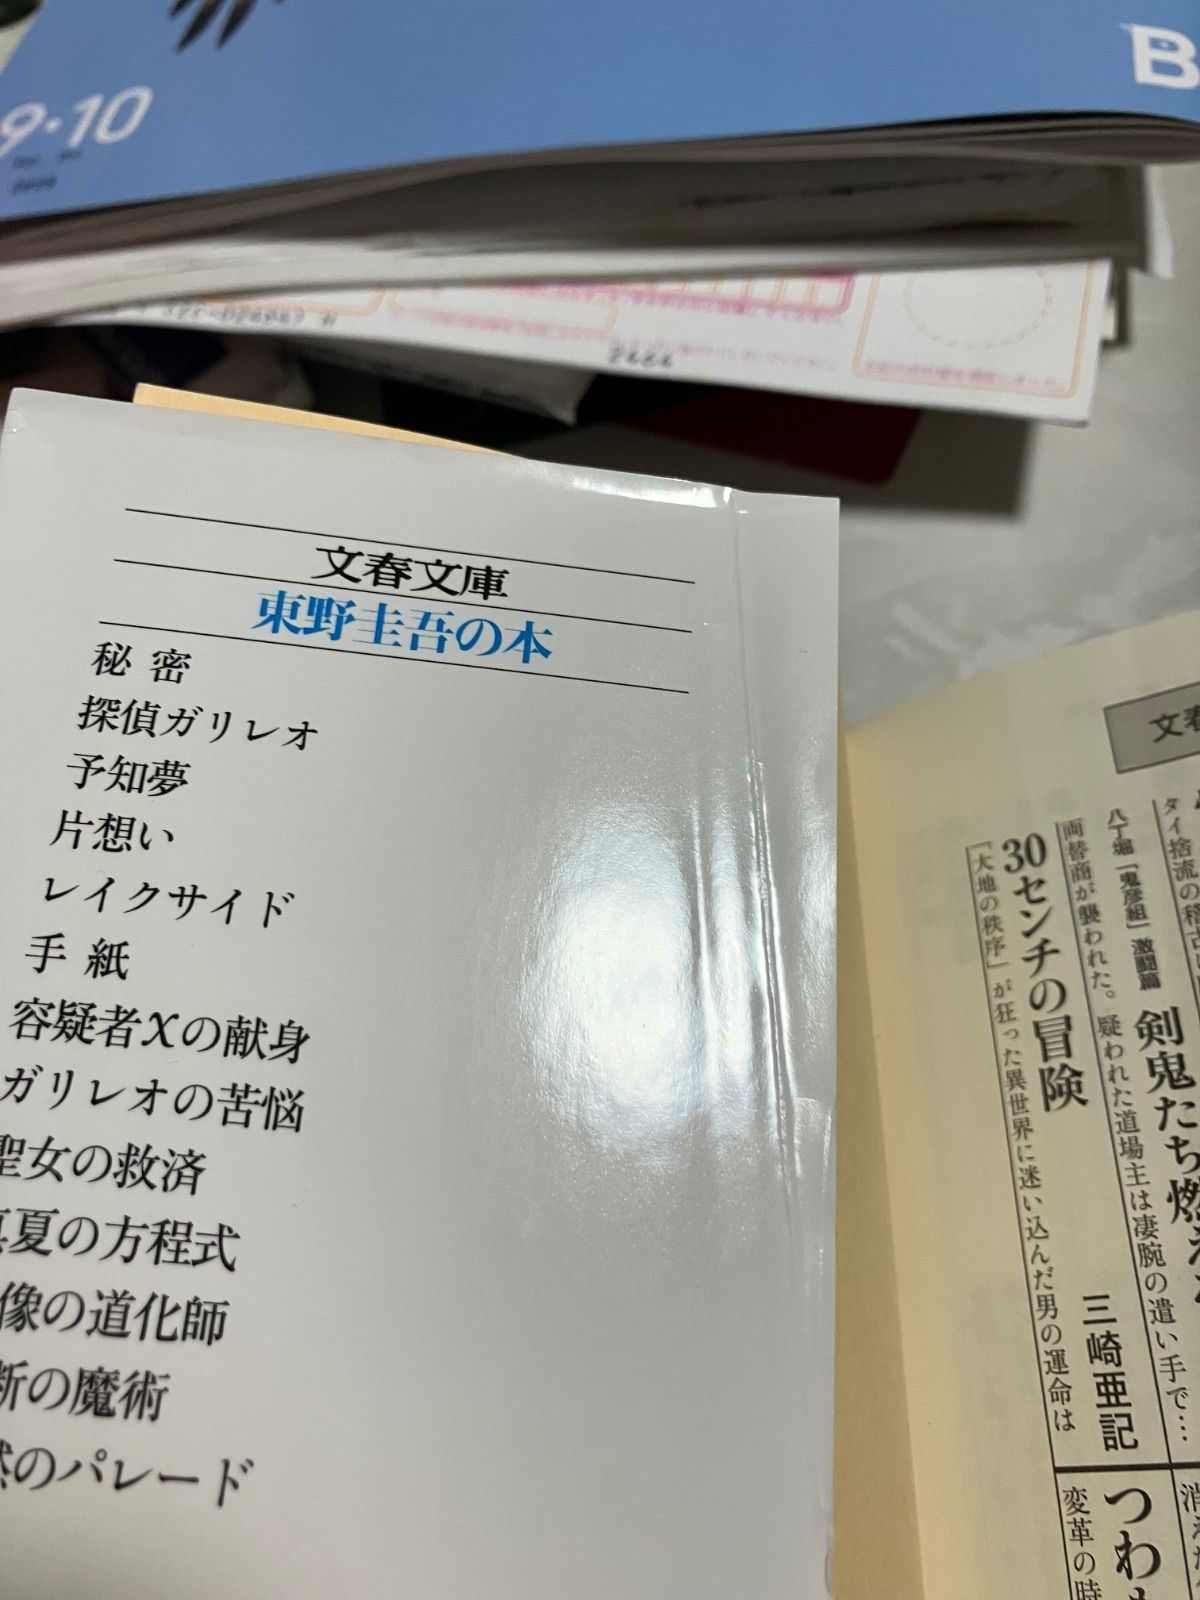 9・10
B
文春文庫
東野圭吾の本
秘密
探偵ガリレオ
予知夢
片想い
レイクサイド
手紙
容疑者Xの献身
ガリレオの苦悩
聖女の救済
真夏の方程式
像の道化師
断の魔術
のパレード
文春
タイ捨流の稽古
八丁堀「鬼彦組」激闘篇
剣鬼たち燃え
両替商が襲われた。疑われた道場主は凄腕の遣い手で…
30センチの冒険
三崎亜記
「大地の秩序」が狂った異世界に迷い込んだ男の運命は
つわ
変革の時